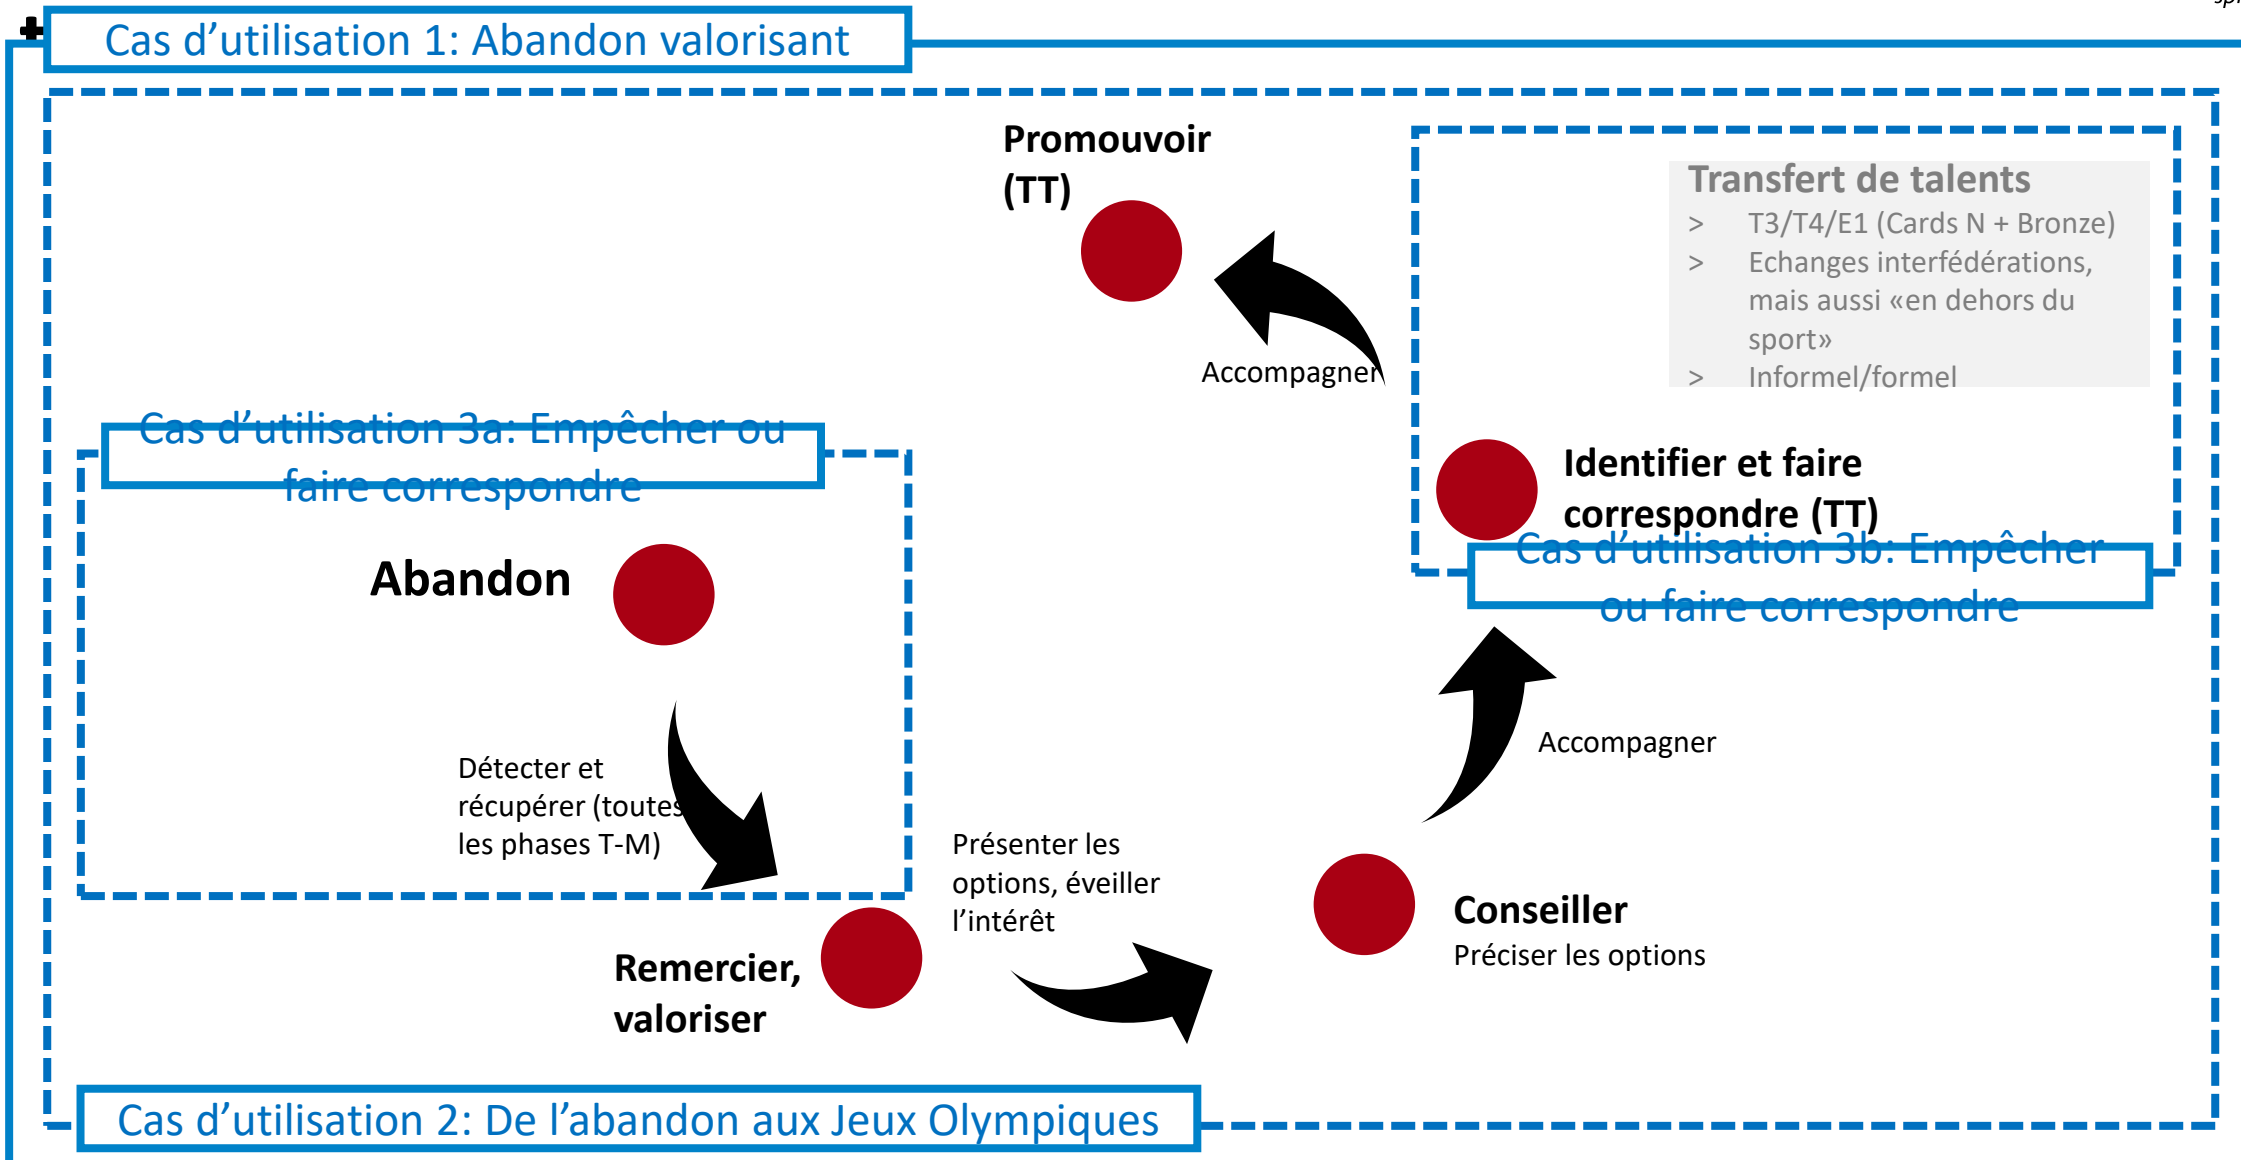 Cas d’utilisation 1: Abandon valorisant
Promouvoir
(TT)
Transfert de talents
> T3/T4/E1 (Cards N + Bronze)
> Echanges interfédérations,
mais aussi «en dehors du
sport»
> Informel/formel
Accompagner
Cas d’utilisation 3a: Empêcher ou
faire correspondre
Identifier et faire
correspondre (TT)
Cas d’utilisation 3b: Empêcher
ou faire correspondre
Abandon
Accompagner
Détecter et
récupérer (toutes
les phases T-M)
Présenter les
options, éveiller
l’intérêt
Conseiller
Préciser les options
Remercier,
valoriser
Cas d’utilisation 2: De l’abandon aux Jeux Olympiques